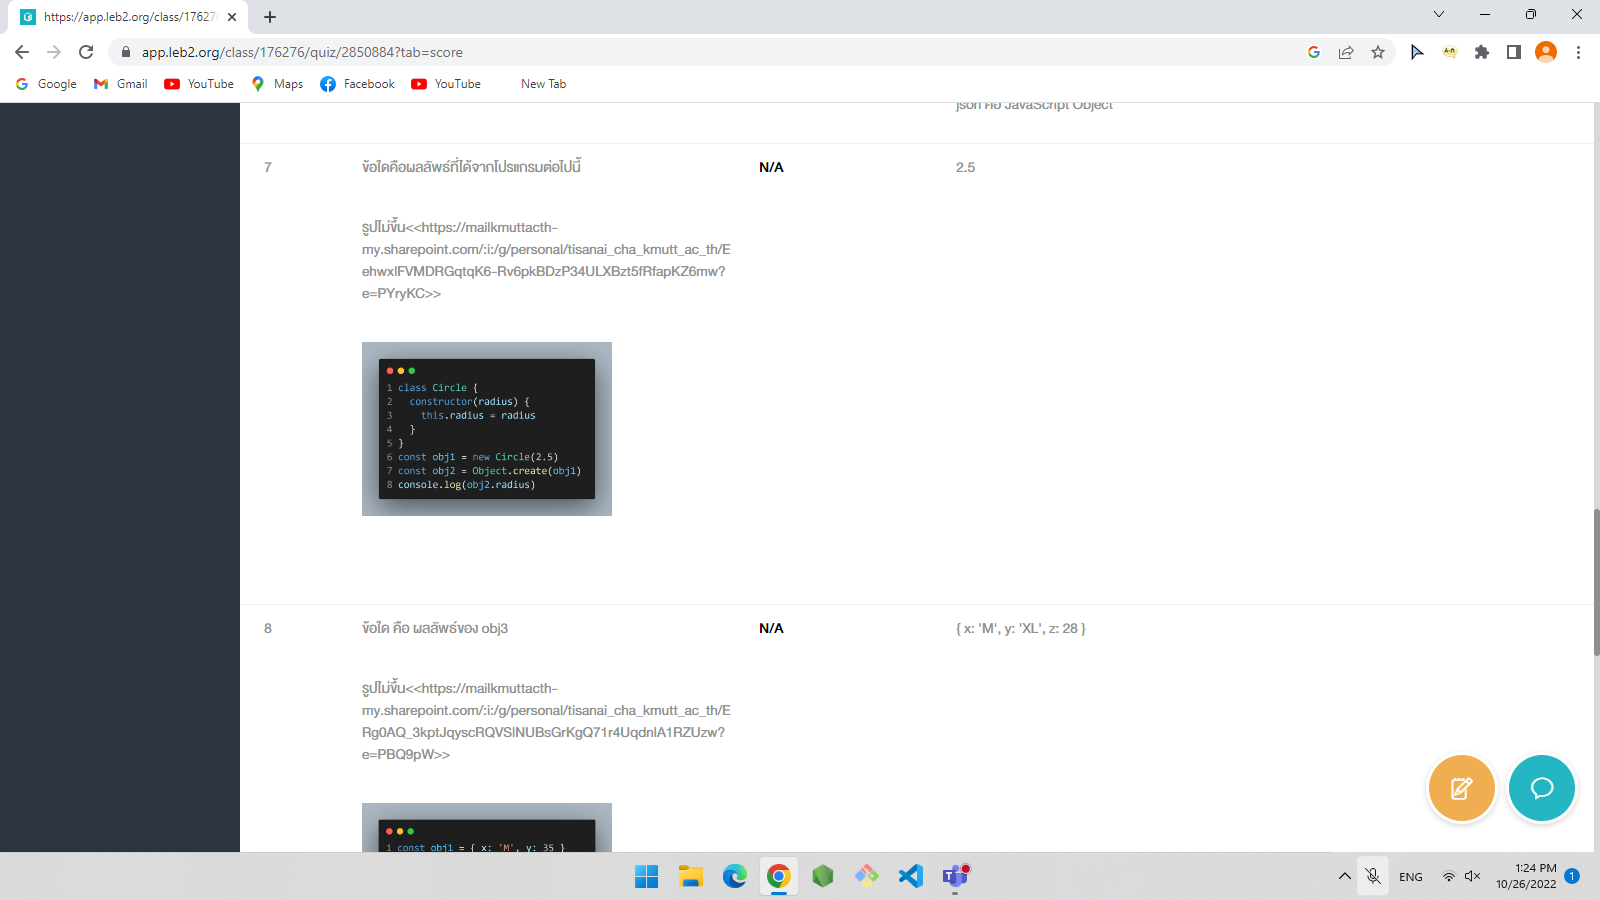 https://app.leb2.org/class/17627
app.leb2.org/class/176276/quiz/2850884?tab=score
Google
Gmail
YouTube
Maps
Facebook
YouTube
New Tab
json คือ JavaScript Object
7
ข้อใดคือผลลัพธ์ที่ได้จากโปรแกรมต่อไปนี้
N/A
2.5
รูปไม่ขึ้น<<https://mailkmuttacth-
my.sharepoint.com/:i:/g/personal/tisanai_cha_kmutt_ac_th/E
ehwxlFVMDRGqtqK6-Rv6pkBDzP34ULXBzt5fRfapKZ6mw?
e=PYryKC>>
1 class Circle {
2 constructor(radius) {
3 this.radius = radius
4 }
5 }
6 const obj1 = new Circle(2.5)
7 const obj2 = Object.create(obj1)
8 console.log(obj2.radius)
8
ข้อใด คือ ผลลัพธ์ของ obj3
N/A
{ x: 'M', y: 'XL', z: 28 }
รูปไม่ขึ้น<<https://mailkmuttacth-
my.sharepoint.com/:i:/g/personal/tisanai_cha_kmutt_ac_th/E
Rg0AQ_3kptJqyscRQVSlNUBsGrKgQ71r4UqdnlA1RZUzw?
e=PBQ9pW>>
1 const obj1 = { x: 'M', y: 35 }
ENG
1:24 PM
10/26/2022
1